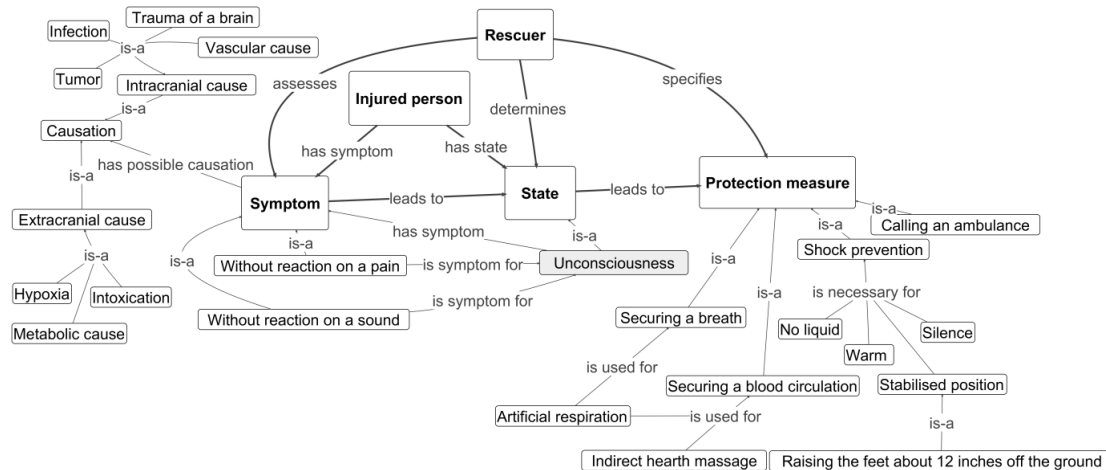 Trauma of a brain
Infection
is-a
Vascular cause
Tumor
Intracranial cause
is-a
Causation
is-a
has possible causation
Extracranial cause
is-a
Hypoxia
Intoxication
Metabolic cause
Rescuer
assesses
specifies
Injured person
determines
has symptom
has state
Symptom
leads to
State
leads to
Protection measure
is-a
Calling an ambulance
is-a
Shock prevention
has symptom
is-a
is-a
Without reaction on a pain
is symptom for
Unconsciousness
is-a
is symptom for
Without reaction on a sound
is-a
is-a
is necessary for
Securing a breath
No liquid
Silence
Warm
is used for
Securing a blood circulation
Stabilised position
Artificial respiration
is used for
is-a
Indirect hearth massage
Raising the feet about 12 inches off the ground